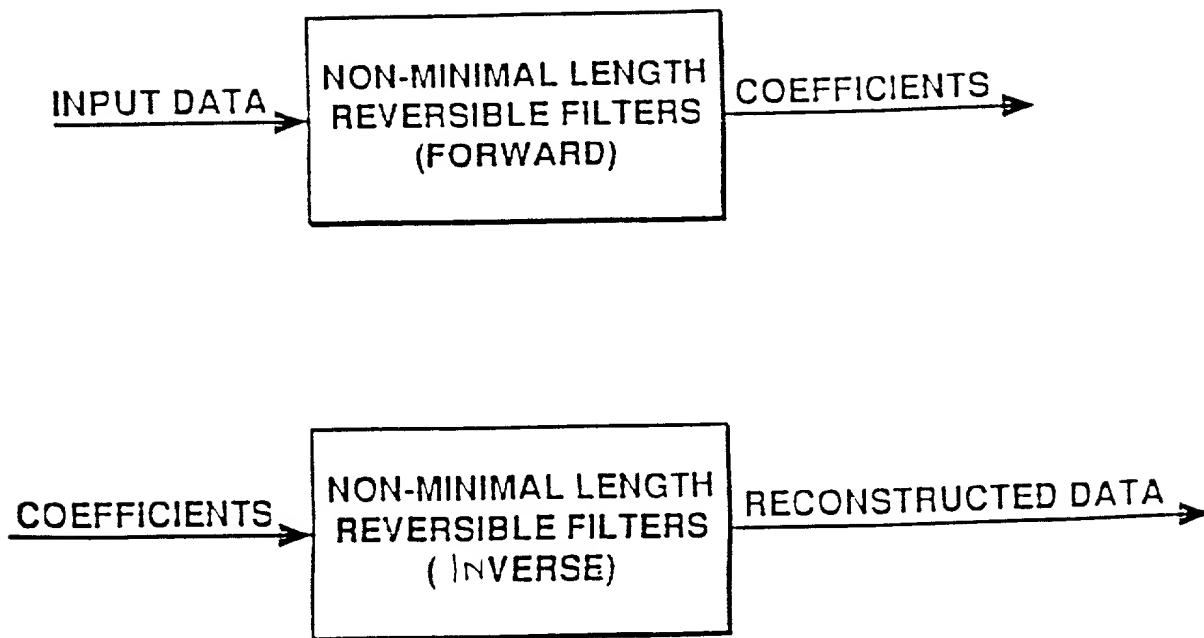 INPUT DATA
NON-MINIMAL LENGTH
REVERSIBLE FILTERS
(FORWARD)
COEFFICIENTS
COEFFICIENTS
NON-MINIMAL LENGTH
REVERSIBLE FILTERS
( INVERSE)
RECONSTRUCTED DATA